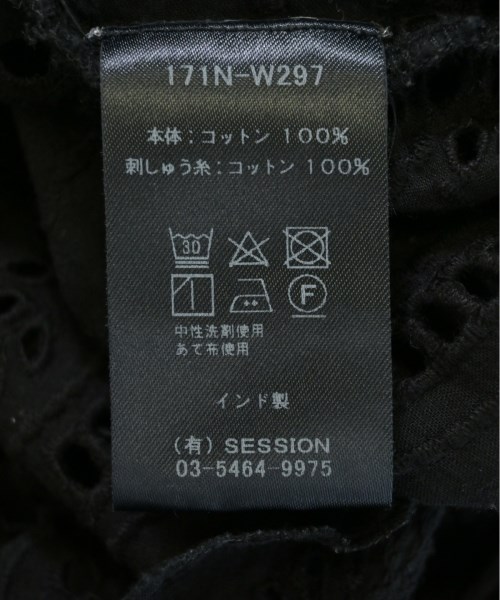 171N-W297
本体：コットン 100%
刺しゅう糸：コットン 100%
30
F
中性洗剤使用
あて布使用
インド製
(有) SESSION
03-5464-9975